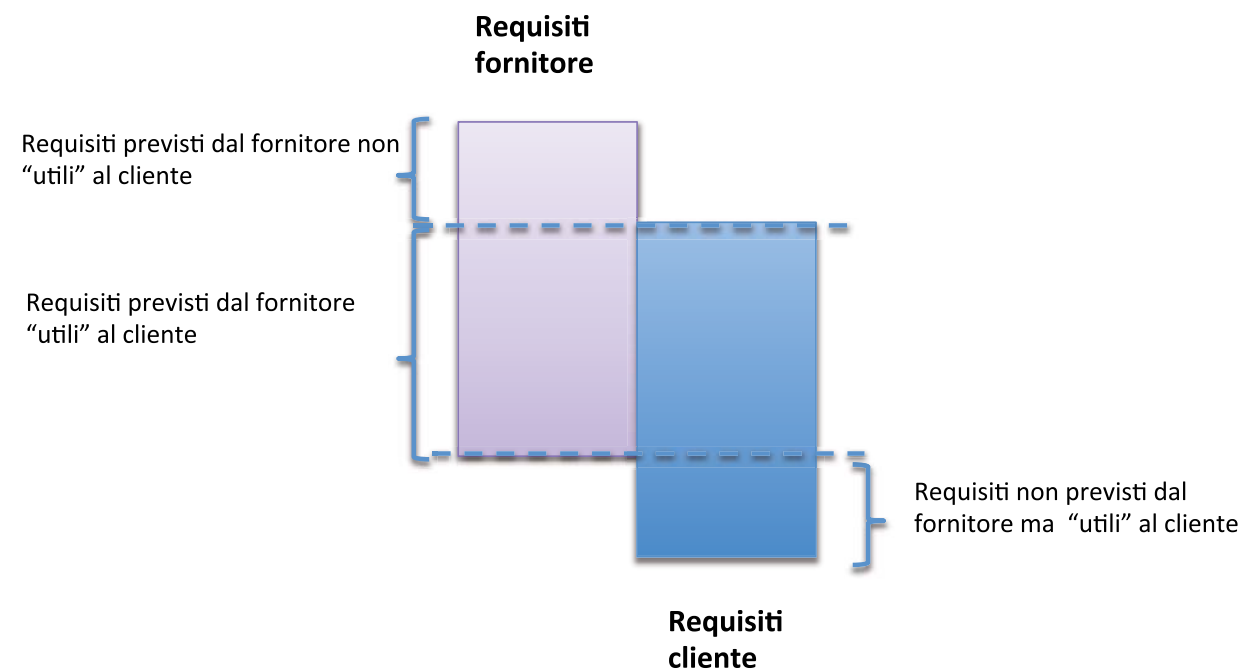 Requisiti
fornitore
Requisiti previsti dal fornitore non
“utili” al cliente
Requisiti previsti dal fornitore
“utili” al cliente
Requisiti non previsti dal
fornitore ma “utili” al cliente
Requisiti
cliente